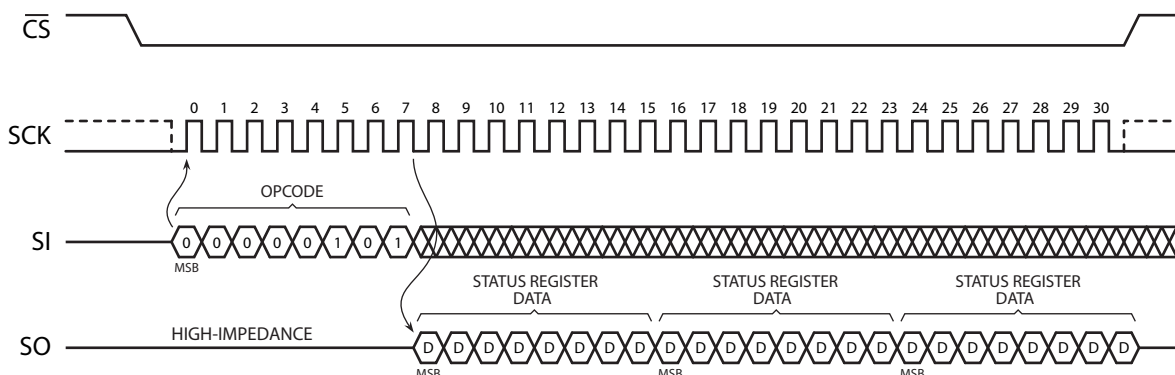 CS
0 1 2 3 4 5 6 7 8 9 10 11 12 13 14 15 16 17 18 19 20 21 22 23 24 25 26 27 28 29 30
SCK
OPCODE
SI 0 0 0 0 0 1 0 1
MSB
STATUS REGISTER DATA
STATUS REGISTER DATA
STATUS REGISTER DATA
HIGH-IMPEDANCE
SO D D D D D D D D D D D D D D D D D D D D D D D D
MSB MSB MSB